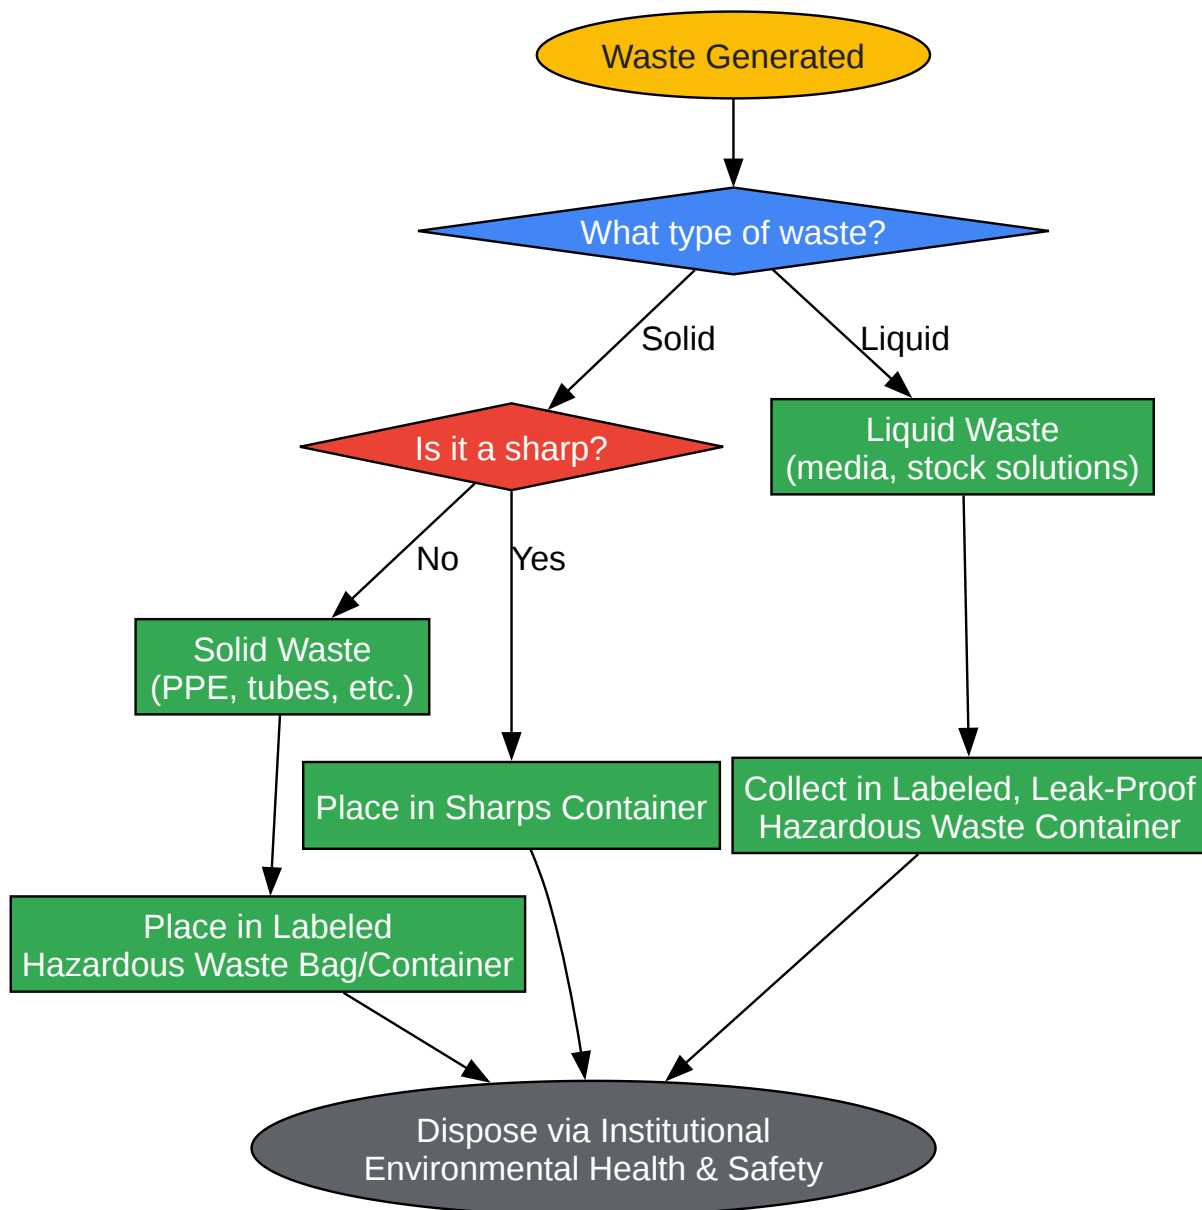 Waste Generated
What type of waste?
Solid
Liquid
Is it a sharp?
Liquid Waste
(media, stock solutions)
No
Yes
Solid Waste
(PPE, tubes, etc.)
Place in Sharps Container
Collect in Labeled, Leak-Proof
Hazardous Waste Container
Place in Labeled
Hazardous Waste Bag/Container
Dispose via Institutional
Environmental Health & Safety